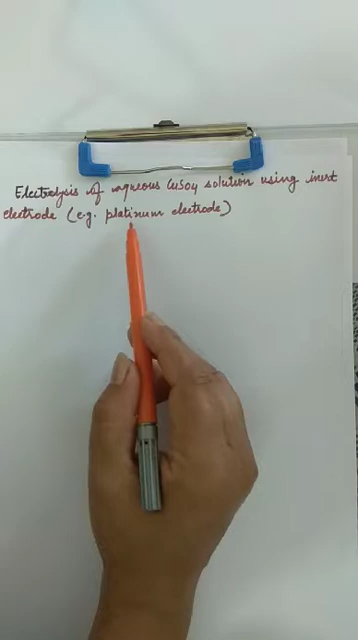 Electrolysis of aqueous CuSO4 solution using inert
electrode (e.g. platinum electrode)